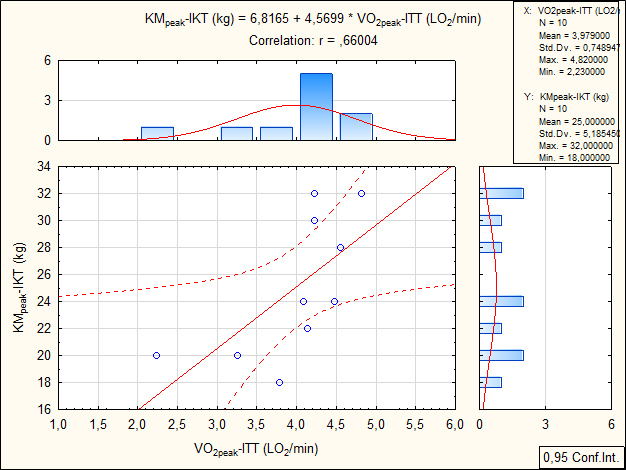 KMpeak-IKT (kg) = 6,8165 + 4,5699 * VO2peak-ITT (LO2/min)
Correlation: r = ,66004
X: VO2peak-ITT (LO2/
N = 10
Mean = 3,979000
Std.Dv. = 0,748947
Max. = 4,820000
Min. = 2,230000
Y: KMpeak-IKT (kg)
N = 10
Mean = 25,000000
Std.Dv. = 5,185450
Max. = 32,000000
Min. = 18,000000
6
3
0
34
32
30
28
26
24
22
20
18
16
KMpeak-IKT (kg)
1,0 1,5 2,0 2,5 3,0 3,5 4,0 4,5 5,0 5,5 6,0
VO2peak-ITT (LO2/min)
0 3 6
0,95 Conf.Int.